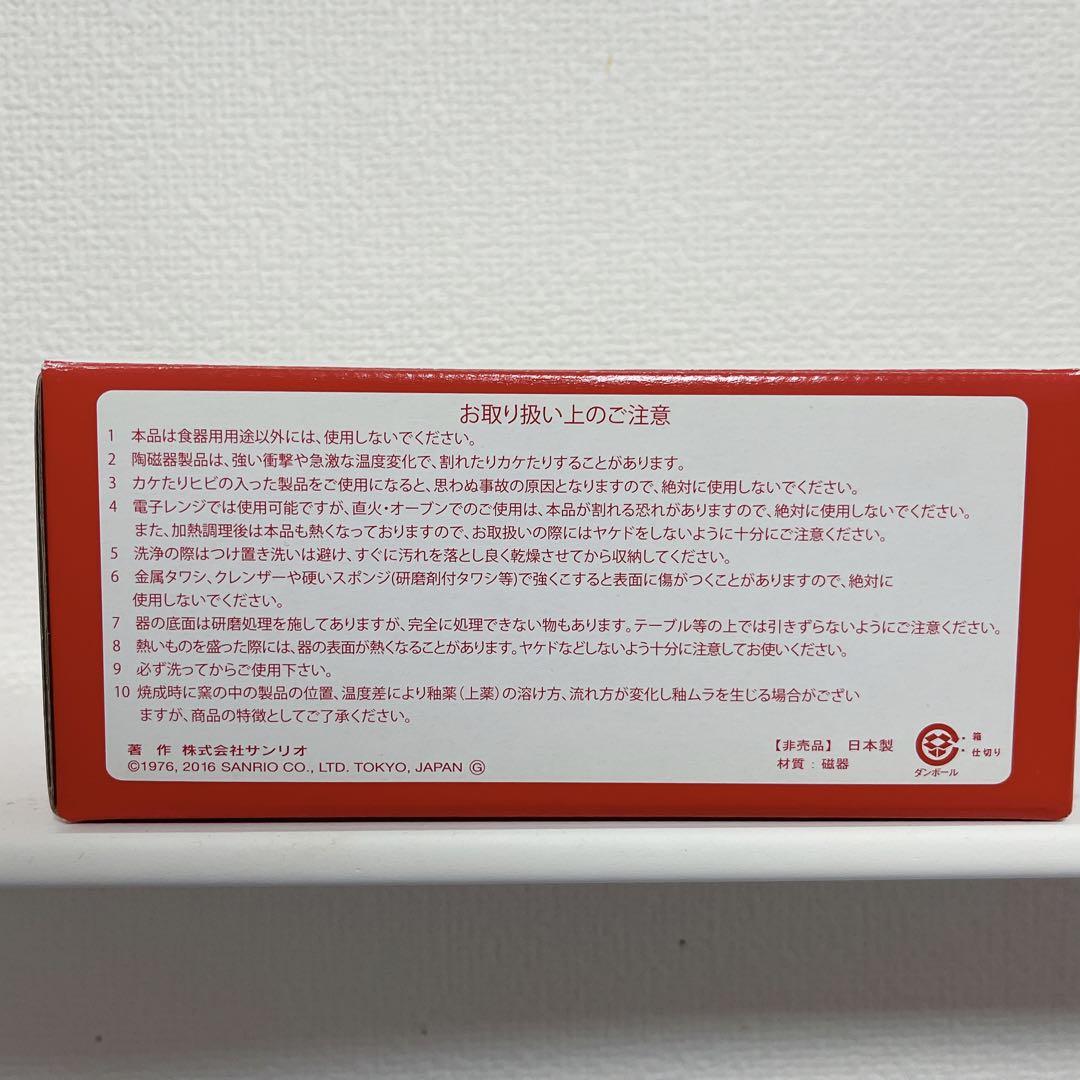 お取り扱い上のご注意
1 本品は食器用用途以外には、使用しないでください。
2 陶磁器製品は、強い衝撃や急激な温度変化で、割れたりカケたりすることがあります。
3 カケたりヒビの入った製品をご使用になると、思わぬ事故の原因となりますので、絶対に使用しないでください。
4 電子レンジでは使用可能ですが、直火・オーブンでのご使用は、本品が割れる恐れがありますので、絶対に使用しないでください。
また、加熱調理後は本品も熱くなっておりますので、お取扱いの際にはヤケドをしないように十分にご注意ください。
5 洗浄の際はつけ置き洗いは避け、すぐに汚れを落とし良く乾燥させてから収納してください。
6 金属タワシ、クレンザーや硬いスポンジ(研磨剤付タワシ等)で強くこすると表面に傷がつくことがありますので、絶対に
使用しないでください。
7 器の底面は研磨処理を施してありますが、完全に処理できない物もあります。テーブル等の上では引きずらないようにご注意ください。
8 熱いものを盛った際には、器の表面が熱くなることがあります。ヤケドなどしないよう十分に注意してお使いください。
9 必ず洗ってからご使用下さい。
10 焼成時に窯の中の製品の位置、温度差により釉薬(上薬)の溶け方、流れ方が変化し釉ムラを生じる場合がござい
ますが、商品の特徴としてご了承ください。
著 作 株式会社サンリオ
©1976, 2016 SANRIO CO., LTD. TOKYO, JAPAN Ⓖ
【非売品】 日本製
材質:磁器
ダンボール
・箱
・仕切り